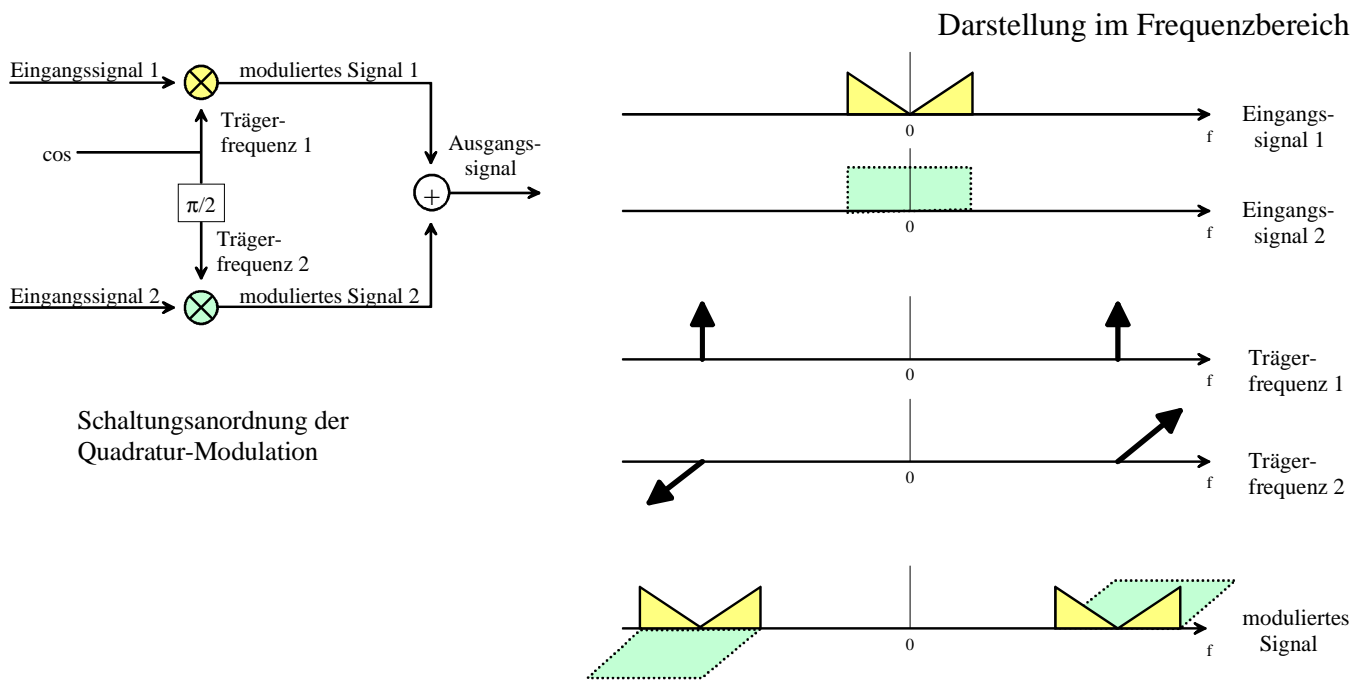 Darstellung im Frequenzbereich
Eingangssignal 1
moduliertes Signal 1
Träger-
frequenz 1
cos
Ausgangs-
signal
+
π/2
Träger-
frequenz 2
Eingangssignal 2
moduliertes Signal 2
Schaltungsanordnung der
Quadratur-Modulation
0
f
Eingangs-
signal 1
0
f
Eingangs-
signal 2
0
f
Träger-
frequenz 1
0
f
Träger-
frequenz 2
0
f
moduliertes
Signal